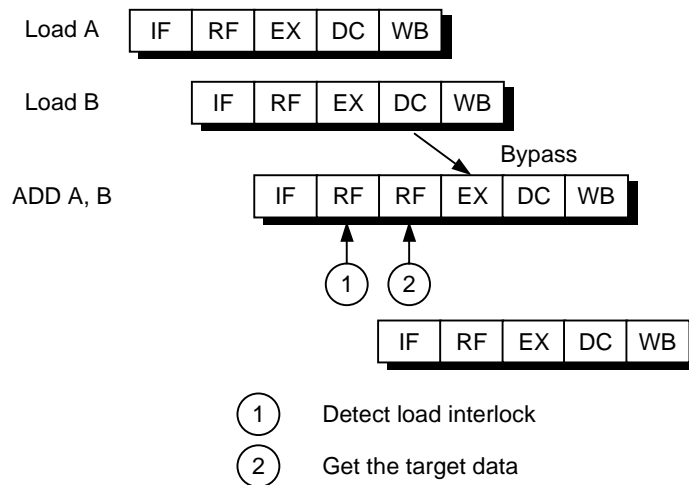 Load A IF RF EX DC WB
Load B IF RF EX DC WB
Bypass
ADD A, B IF RF RF EX DC WB
1 2
IF RF EX DC WB
1 Detect load interlock
2 Get the target data